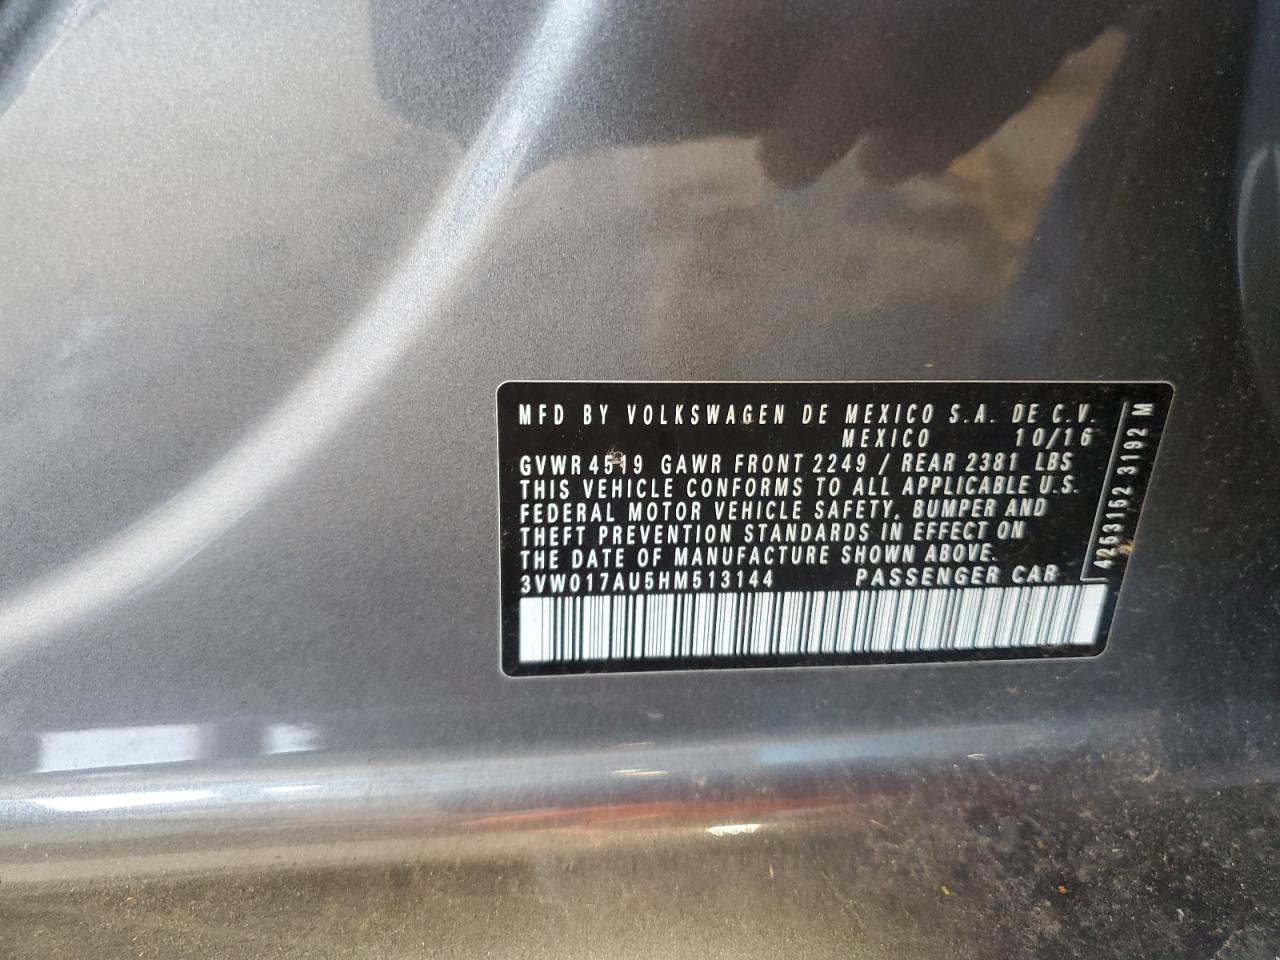 MFD BY VOLKSWAGEN DE MEXICO S.A. DE C.V.
MEXICO 10/16
GVWR 4519 GAWR FRONT 2249 / REAR 2381 LBS
THIS VEHICLE CONFORMS TO ALL APPLICABLE U.S.
FEDERAL MOTOR VEHICLE SAFETY, BUMPER AND
THEFT PREVENTION STANDARDS IN EFFECT ON
THE DATE OF MANUFACTURE SHOWN ABOVE.
3VW017AU5HM513144 PASSENGER CAR
4253152 3192 M